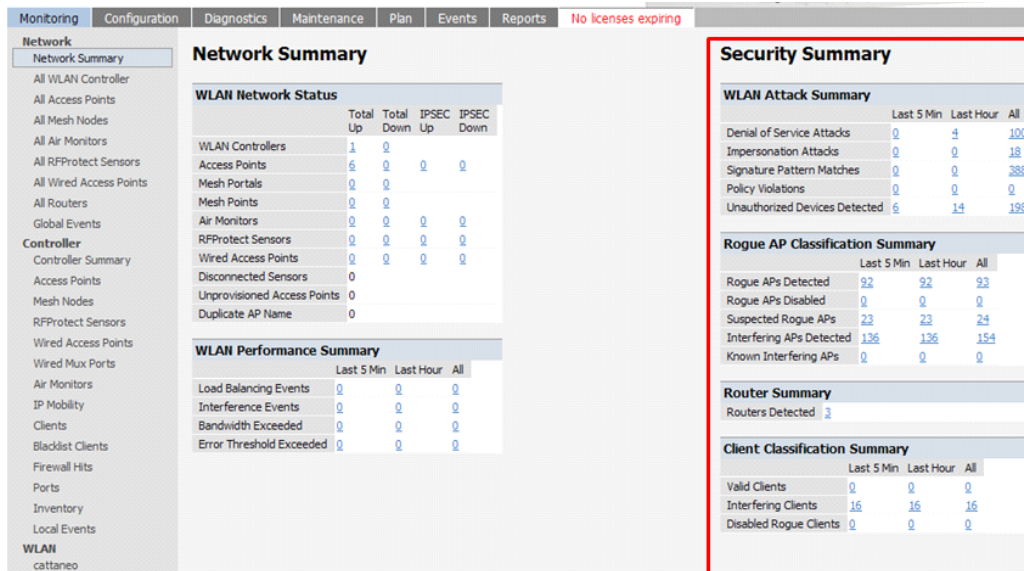 Monitoring Configuration Diagnostics Maintenance Plan Events Reports No licenses expiring
Network
Network Summary
All WLAN Controller
All Access Points
All Mesh Nodes
All Air Monitors
All RFProtect Sensors
All Wired Access Points
All Routers
Global Events
Controller
Controller Summary
Access Points
Mesh Nodes
RFProtect Sensors
Wired Access Points
Wired Mux Ports
Air Monitors
IP Mobility
Clients
Blacklist Clients
Firewall Hits
Ports
Inventory
Local Events
WLAN
cattaneo
Network Summary
WLAN Network Status
Total Total IPSEC IPSEC
Up Down Up Down
WLAN Controllers 1 0
Access Points 6 0 0 0
Mesh Portals 0 0
Mesh Points 0 0
Air Monitors 0 0 0 0
RFProtect Sensors 0 0 0 0
Wired Access Points 0 0 0 0
Disconnected Sensors 0
Unprovisioned Access Points 0
Duplicate AP Name 0
WLAN Performance Summary
Last 5 Min Last Hour All
Load Balancing Events 0 0 0
Interference Events 0 0 0
Bandwidth Exceeded 0 0 0
Error Threshold Exceeded 0 0 0
Security Summary
WLAN Attack Summary
Last 5 Min Last Hour All
Denial of Service Attacks 0 4 100
Impersonation Attacks 0 0 18
Signature Pattern Matches 0 0 388
Policy Violations 0 0 0
Unauthorized Devices Detected 6 14 198
Rogue AP Classification Summary
Last 5 Min Last Hour All
Rogue APs Detected 92 92 93
Rogue APs Disabled 0 0 0
Suspected Rogue APs 23 23 24
Interfering APs Detected 136 136 154
Known Interfering APs 0 0 0
Router Summary
Routers Detected 3
Client Classification Summary
Last 5 Min Last Hour All
Valid Clients 0 0 0
Interfering Clients 16 16 16
Disabled Rogue Clients 0 0 0